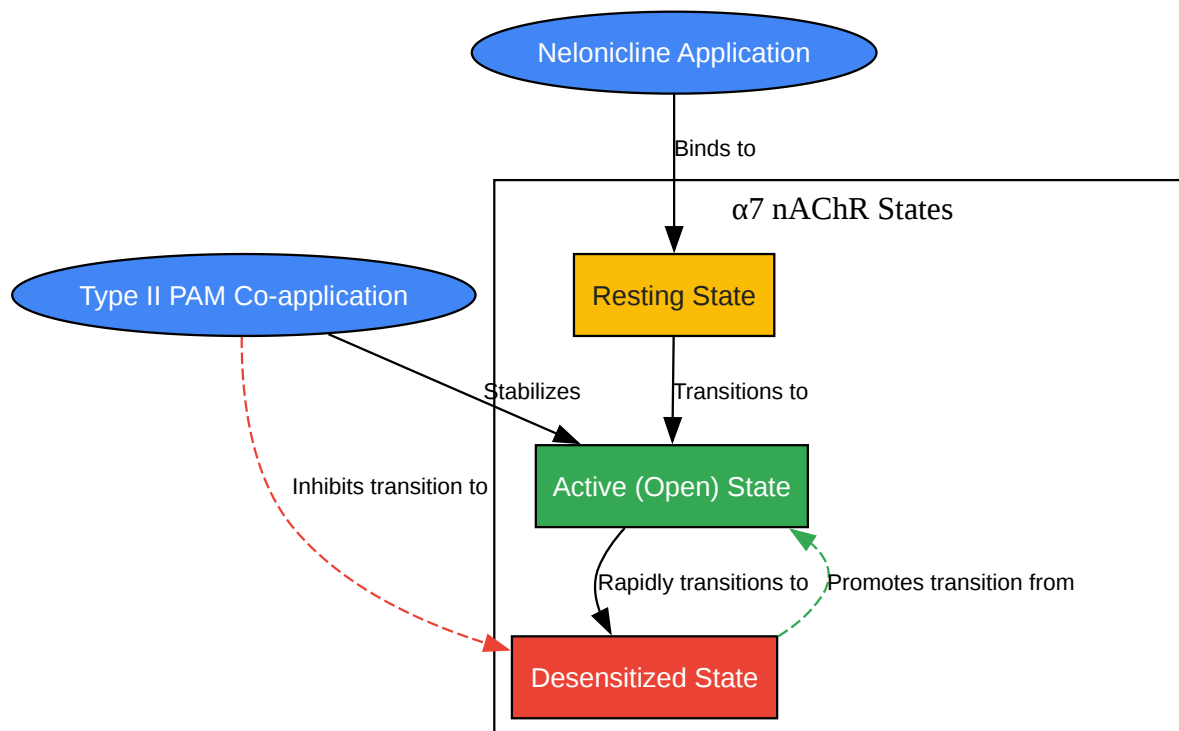 Nelonicline Application
Binds to
α7 nAChR States
Type II PAM Co-application
Resting State
Stabilizes
Transitions to
Inhibits transition to
Active (Open) State
Rapidly transitions to
Promotes transition from
Desensitized State